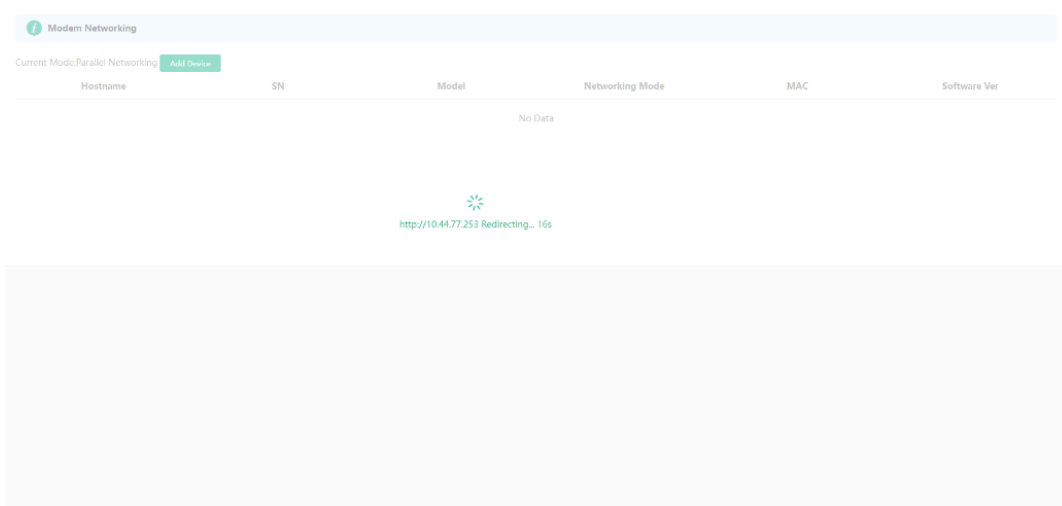 Modem Networking
Current Mode:Parallel Networking Add Device
Hostname SN Model Networking Mode MAC Software Ver
No Data
http://10.44.77.253 Redirecting... 16s